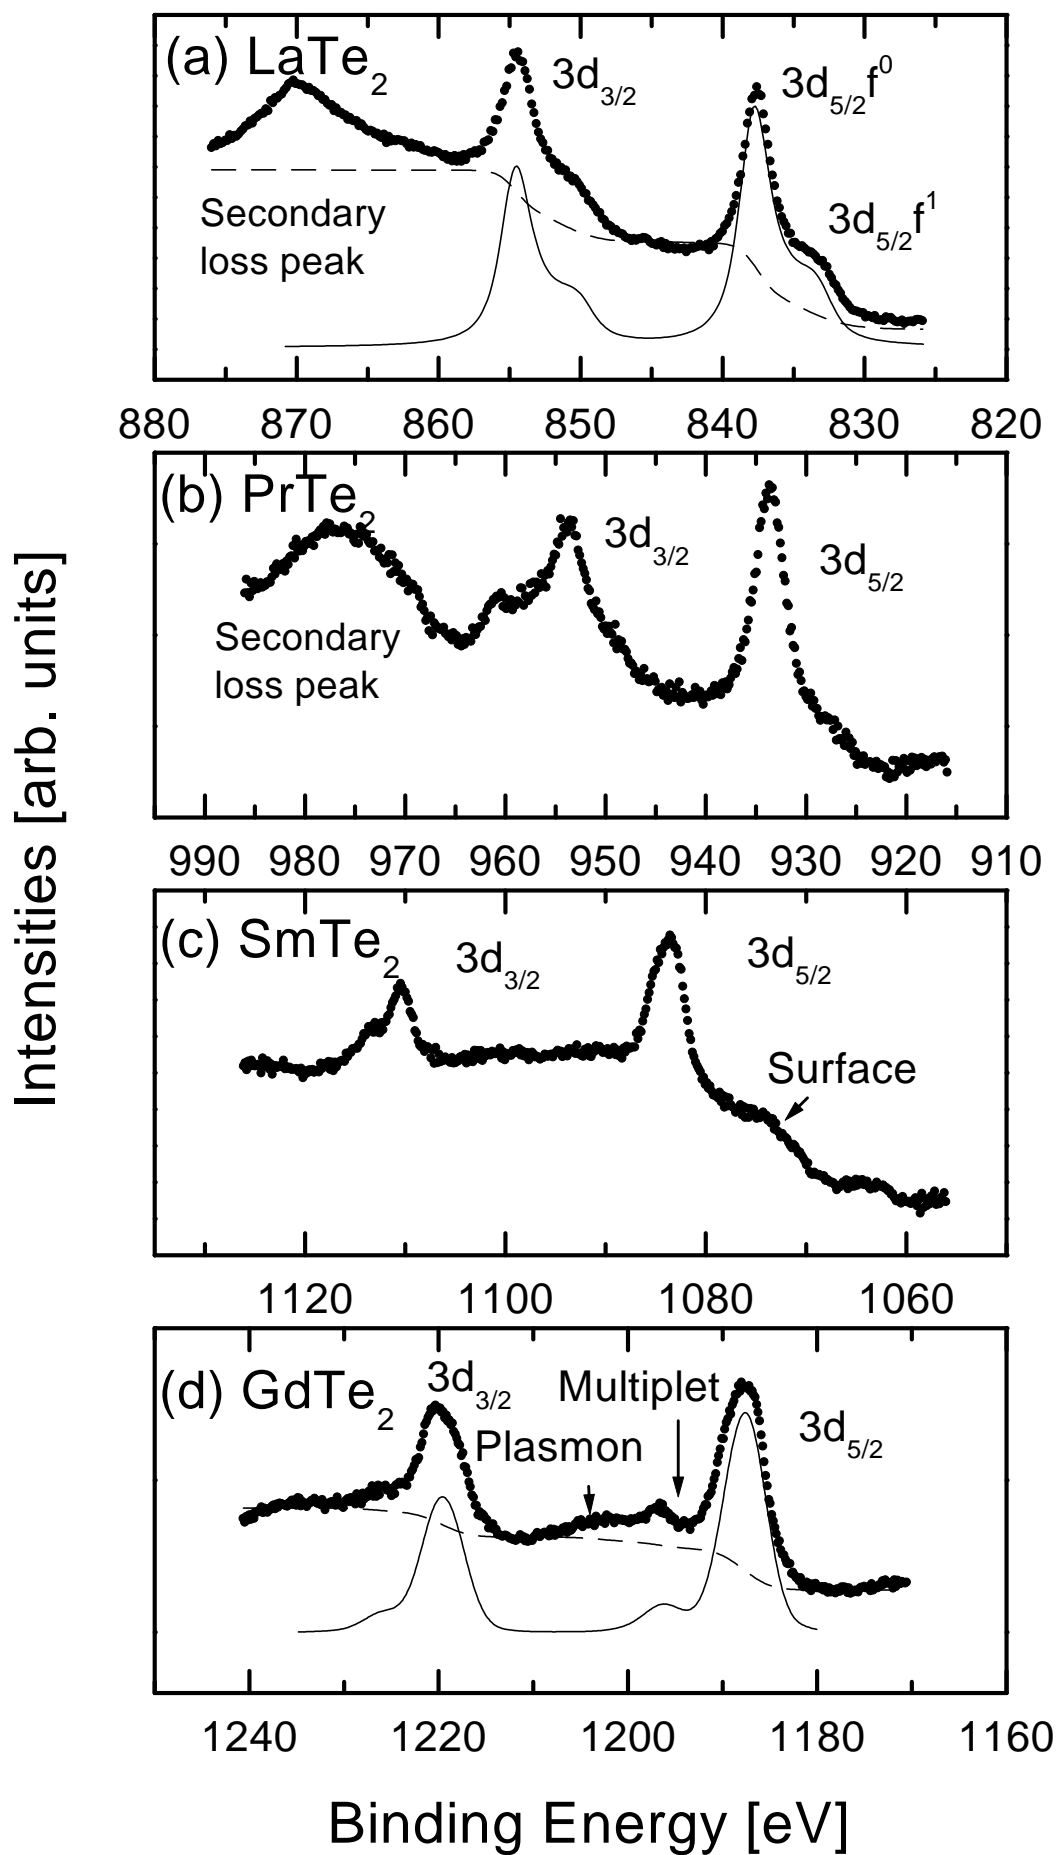 Intensities [arb. units]
(a) LaTe2
3d3/2
3d5/2f0
3d5/2f1
Secondary
loss peak
880 870 860 850 840 830 820
(b) PrTe2
3d3/2
3d5/2
Secondary
loss peak
990 980 970 960 950 940 930 920 910
(c) SmTe2
3d3/2
3d5/2
Surface
1120 1100 1080 1060
(d) GdTe2
3d3/2
Multiplet
Plasmon
3d5/2
1240 1220 1200 1180 1160
Binding Energy [eV]